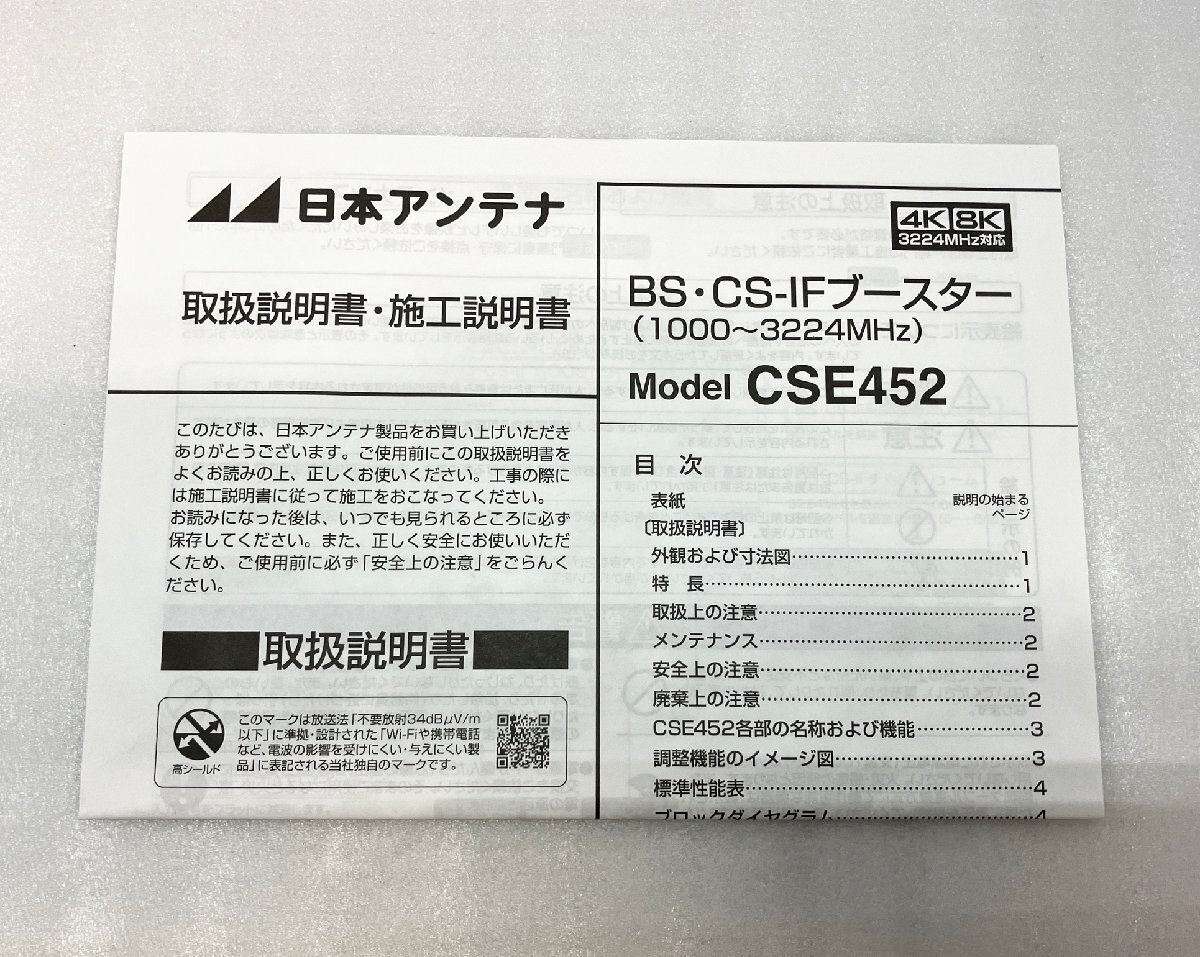 日本アンテナ
取扱説明書・施工説明書
このたびは、日本アンテナ製品をお買い上げいただき
ありがとうございます。ご使用前にこの取扱説明書を
よくお読みの上、正しくお使いください。工事の際に
は施工説明書に従って施工をおこなってください。
お読みになった後は、いつでも見られるところに必ず
保存してください。また、正しく安全にお使いいただ
くため、ご使用前に必ず「安全上の注意」をごらんく
ださい。
取扱説明書
高シールド
このマークは放送法「不要放射34dBμV/m
以下」に準拠・設計された「Wi-Fiや携帯電話
など、電波の影響を受けにくい・与えにくい製
品」に表記される当社独自のマークです。
4K 8K
3224MHz対応
BS・CS-IFブースター
(1000～3224MHz)
Model CSE452
目 次
表紙 説明の始まる
ページ
〔取扱説明書〕
外観および寸法図…………1
特 長…………1
取扱上の注意…………2
メンテナンス…………2
安全上の注意…………2
廃棄上の注意…………2
CSE452各部の名称および機能…………3
調整機能のイメージ図…………3
標準性能表…………4
ブロックダイヤグラム…………4